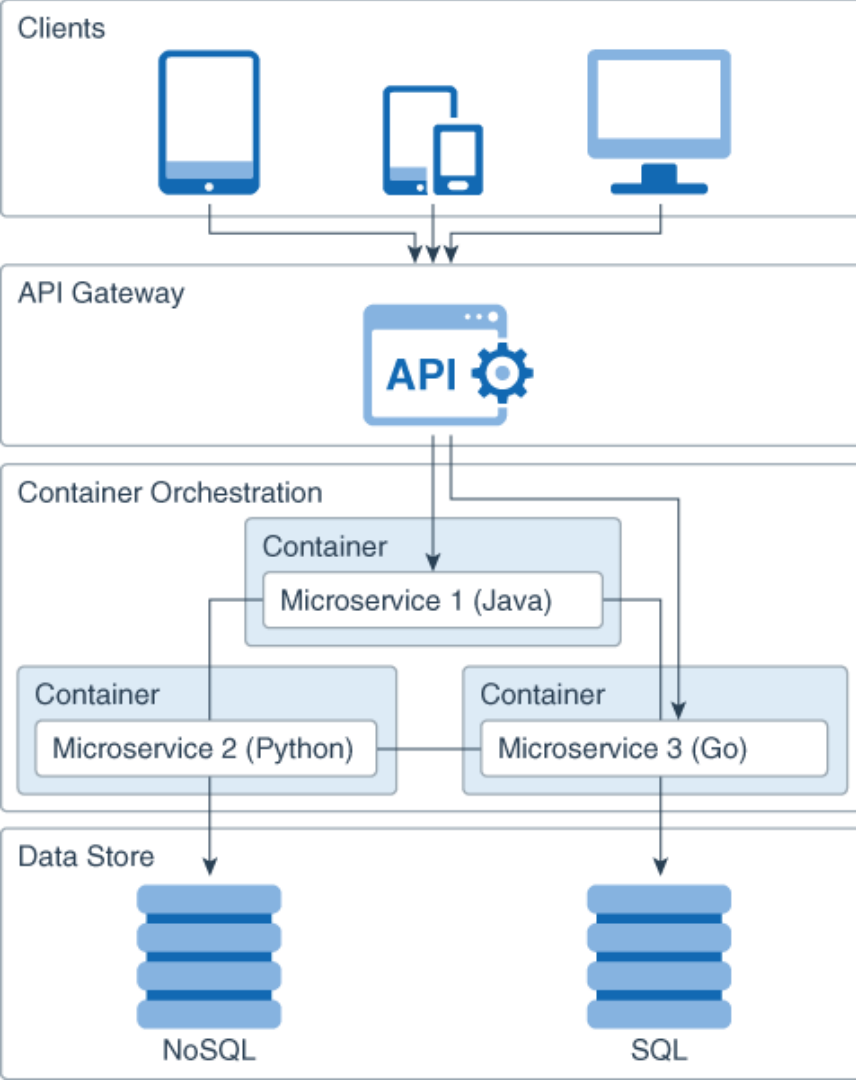 Clients
API Gateway
API
Container Orchestration
Container
Microservice 1 (Java)
Container
Microservice 2 (Python)
Container
Microservice 3 (Go)
Data Store
NoSQL
SQL